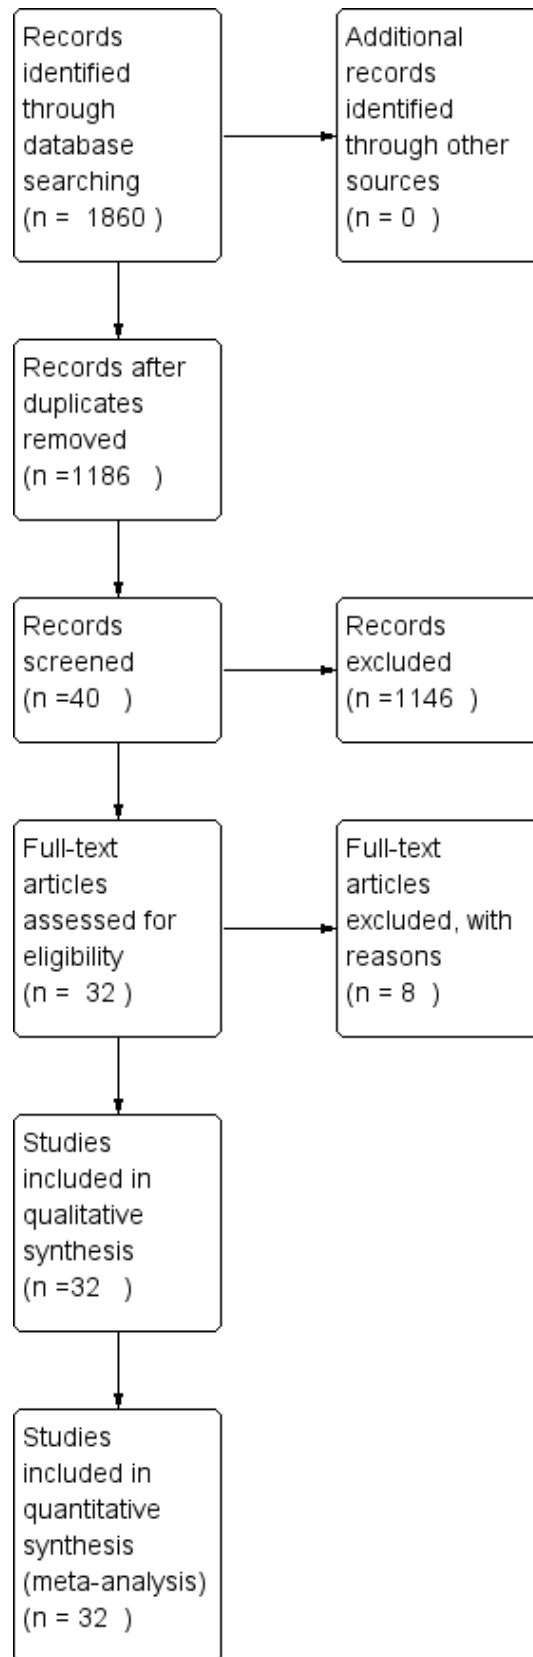 Records
identified
through
database
searching
(n =  1860 )
Additional
records
identified
through other
sources
(n = 0  )
Records after
duplicates
removed
(n =1186   )
Records
screened
(n =40   )
Records
excluded
(n =1146  )
Full-text
articles
assessed for
eligibility
(n =  32 )
Full-text
articles
excluded, with
reasons
(n = 8  )
Studies
included in
qualitative
synthesis
(n =32   )
Studies
included in
quantitative
synthesis
(meta-analysis)
(n = 32  )